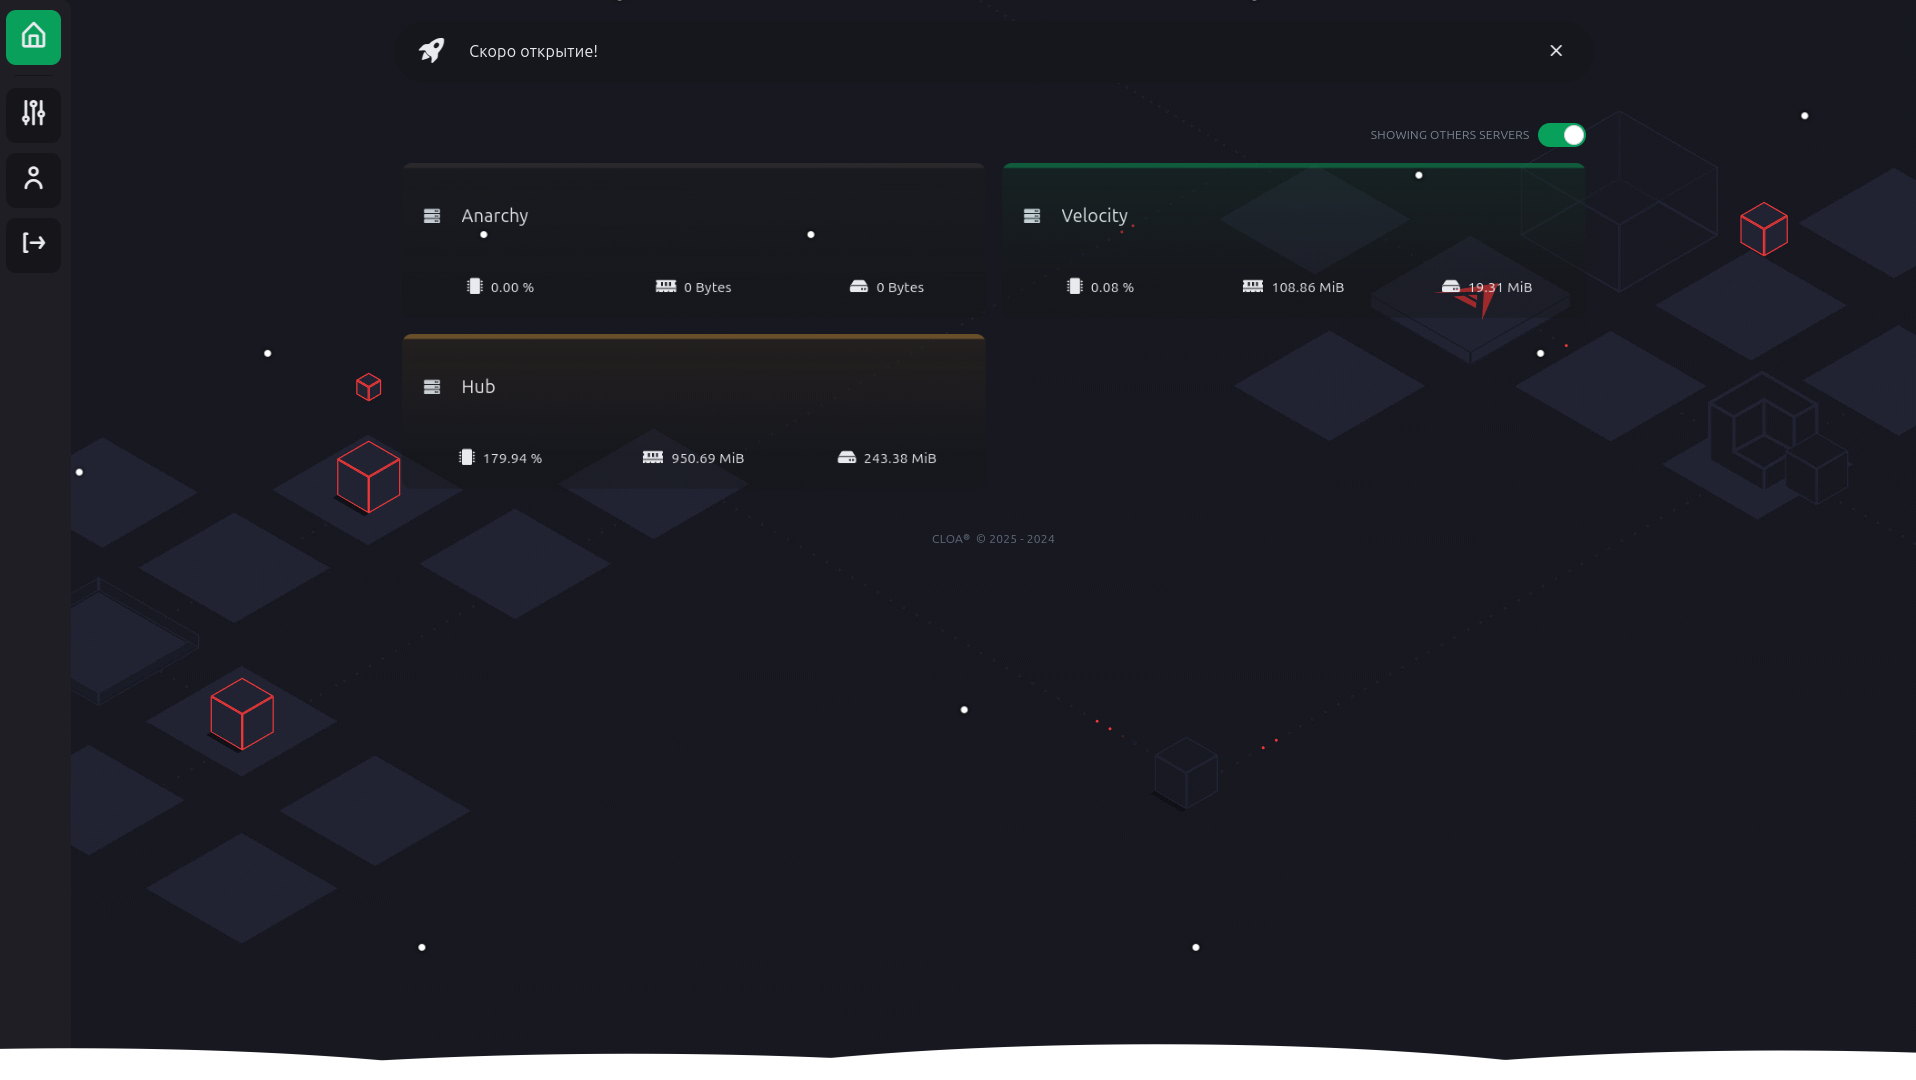 Скоро открытие!
SHOWING OTHERS SERVERS
Anarchy
0.00 %
0 Bytes
0 Bytes
Velocity
0.08 %
108.86 MiB
19.31 MiB
Hub
179.94 %
950.69 MiB
243.38 MiB
CLOA® © 2025 - 2024